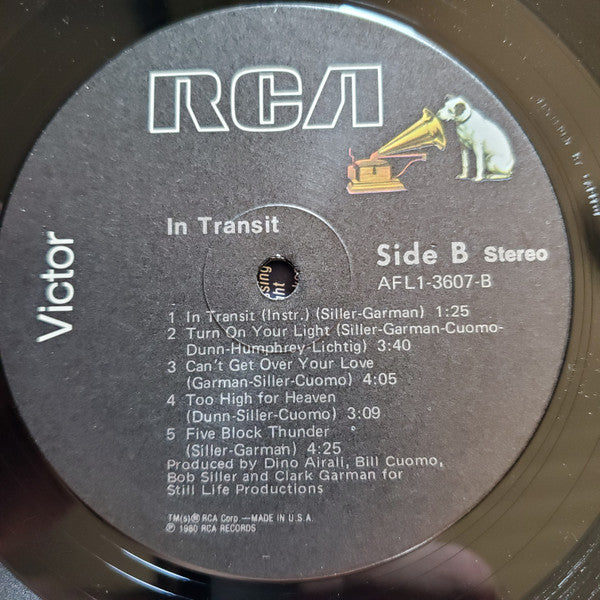 RCA
Victor
In Transit
Side B Stereo
AFL1-3607-B
1 In Transit (Instr.) (Siller-Garman) 1:25
2 Turn On Your Light (Siller-Garman-Cuomo-
Dunn-Humphrey-Lichtig) 3:40
3 Can't Get Over Your Love
(Garman-Siller-Cuomo) 4:05
4 Too High for Heaven
(Dunn-Siller-Cuomo) 3:09
5 Five Block Thunder
(Siller-Garman) 4:25
Produced by Dino Airali, Bill Cuomo,
Bob Siller and Clark Garman for
Still Life Productions
TM(s)® RCA Corp —MADE IN U.S.A.
℗ 1980 RCA RECORDS